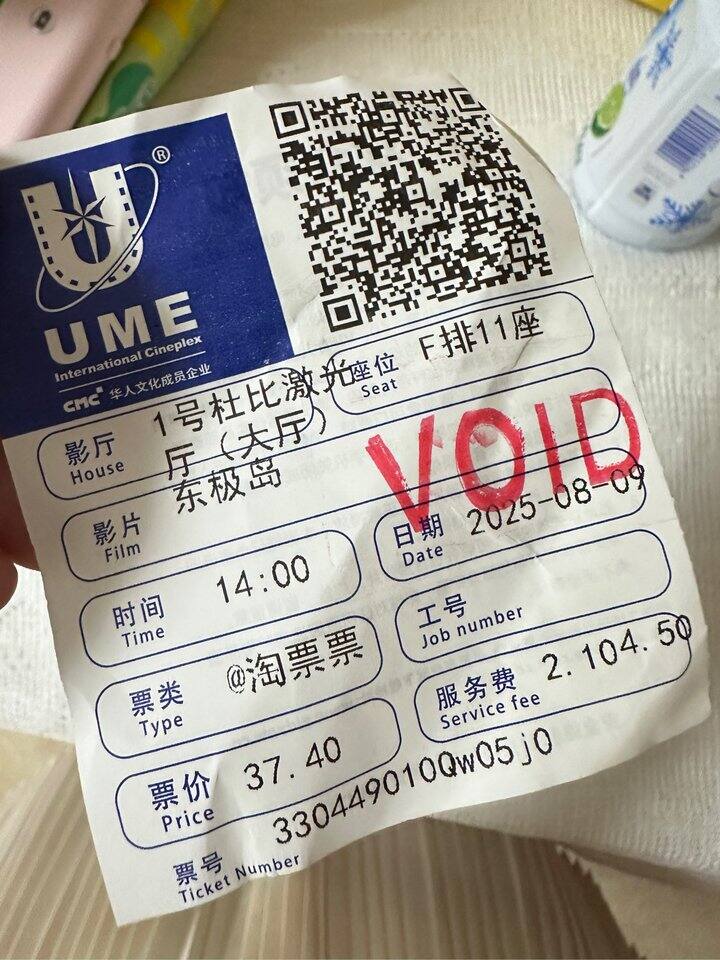 UME
®
International Cineplex
CMC 华人文化成员企业
影厅 House 1号杜比激光厅（大厅）
座位 Seat F排11座
VOID
影片 Film 东极岛
日期 Date 2025-08-09
时间 Time 14:00
工号 Job number
票类 Type @淘票票
服务费 Service fee 2.104.50
票价 Price 37.40
票号 Ticket Number 330449010Qw05j0